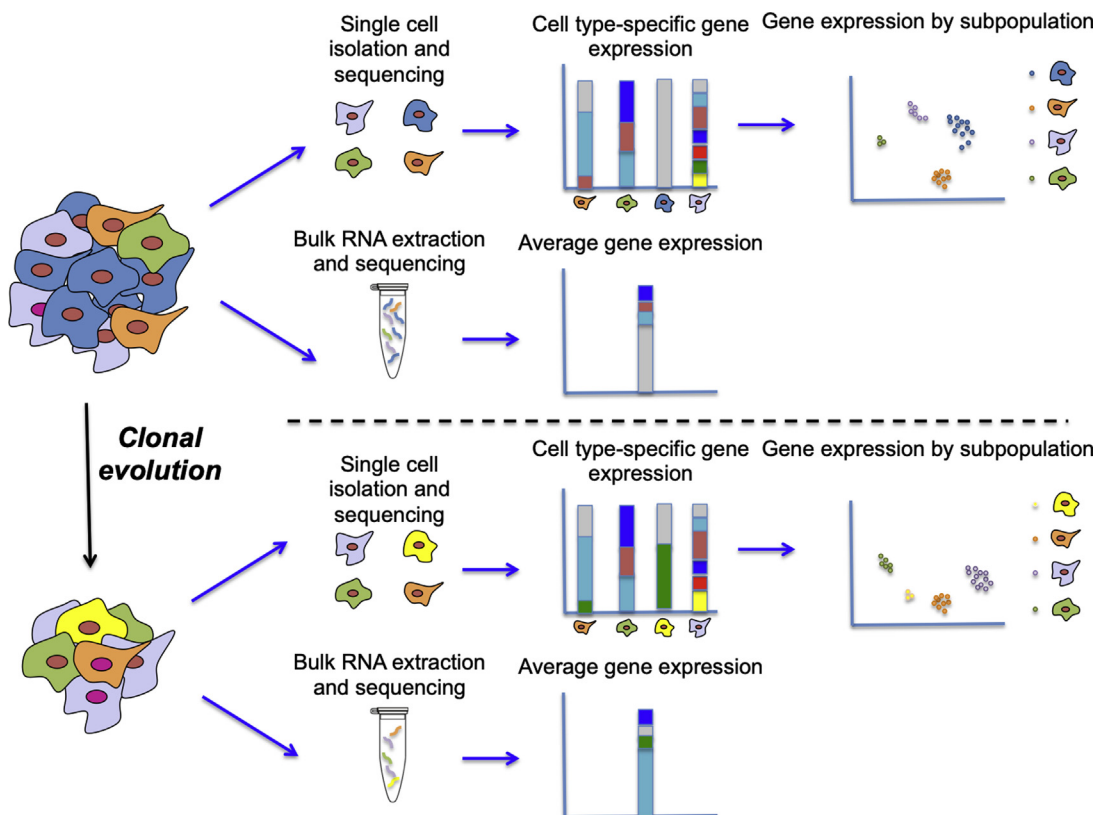 Single cell
isolation and
sequencing
Cell type-specific gene
expression
Gene expression by subpopulation
Bulk RNA extraction
and sequencing
Average gene expression
Clonal
evolution
Single cell
isolation and
sequencing
Cell type-specific gene
expression
Gene expression by subpopulation
Bulk RNA extraction
and sequencing
Average gene expression